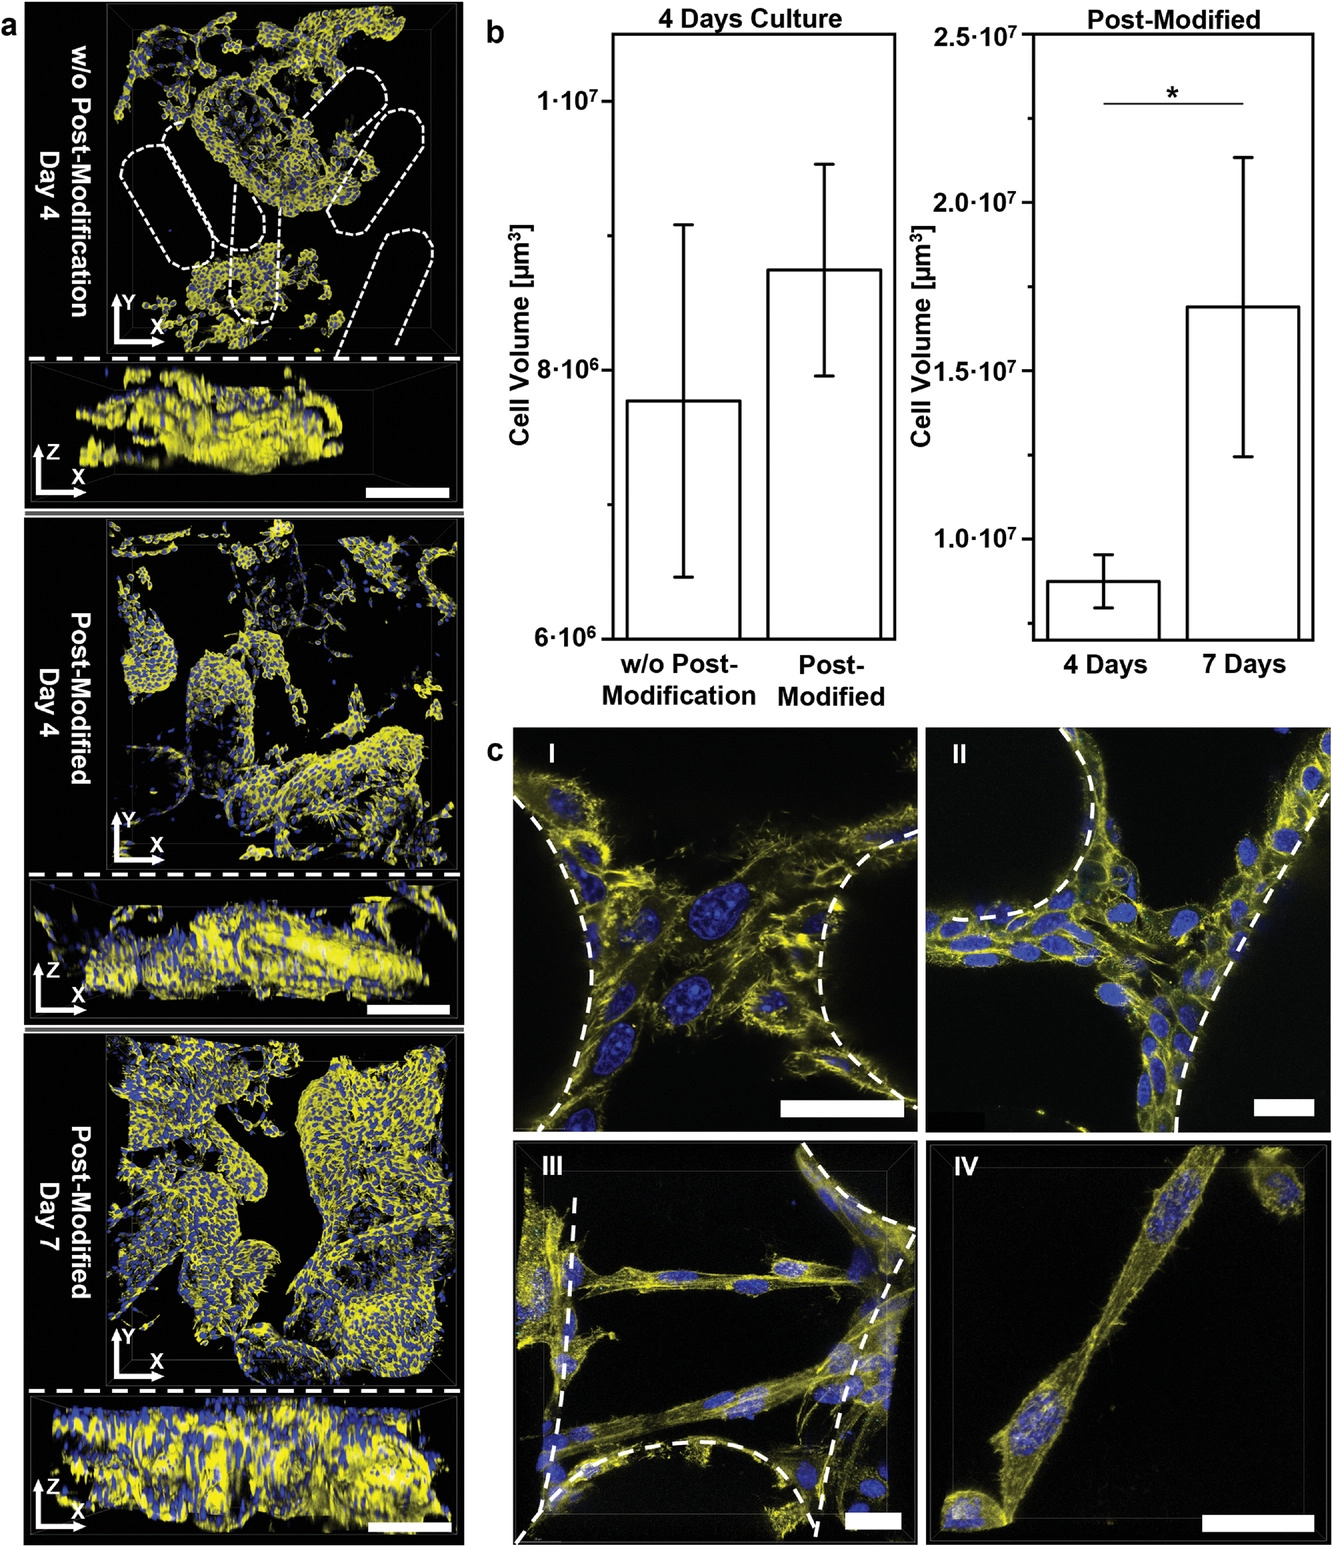 a
w/o Post-Modification
Day 4
Y
X
Z
X
Post-Modified
Day 4
Y
X
Z
X
Post-Modified
Day 7
Y
X
Z
X
b
4 Days Culture
Cell Volume [µm³]
1·10⁷
8·10⁶
6·10⁶
w/o Post-
Modification
Post-
Modified
Post-Modified
Cell Volume [µm³]
2.5·10⁷
2.0·10⁷
1.5·10⁷
1.0·10⁷
*
4 Days
7 Days
c
I
II
III
IV